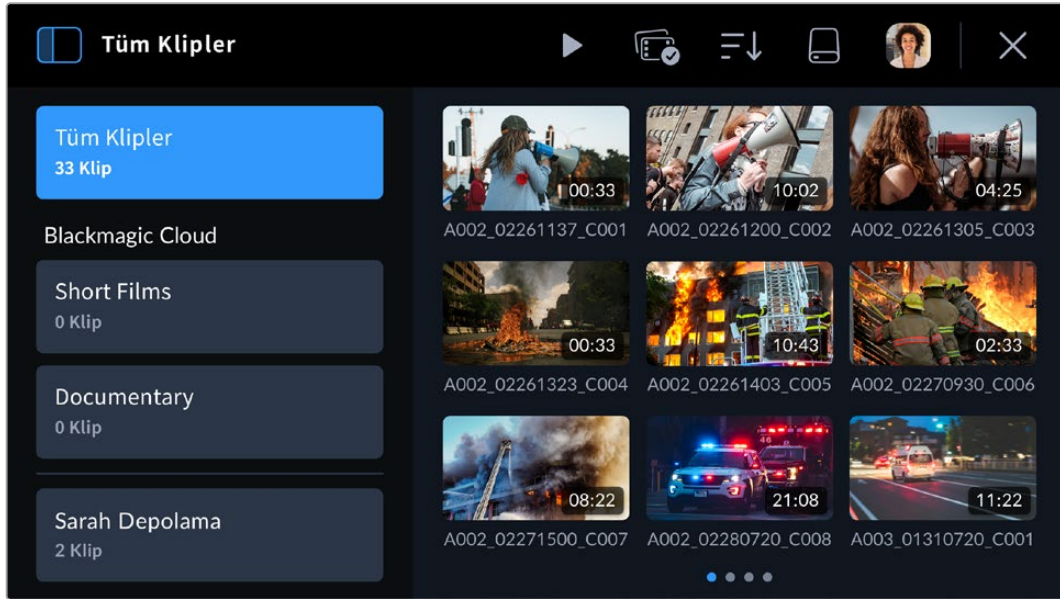 Tüm Klipler
Tüm Klipler
33 Klip
Blackmagic Cloud
Short Films
0 Klip
Documentary
0 Klip
Sarah Depolama
2 Klip
00:33 10:02 04:25
A002_02261137_C001 A002_02261200_C002 A002_02261305_C003
00:33 10:43 02:33
A002_02261323_C004 A002_02261403_C005 A002_02270930_C006
46
08:22 21:08 11:22
A002_02271500_C007 A002_02280720_C008 A003_01310720_C001